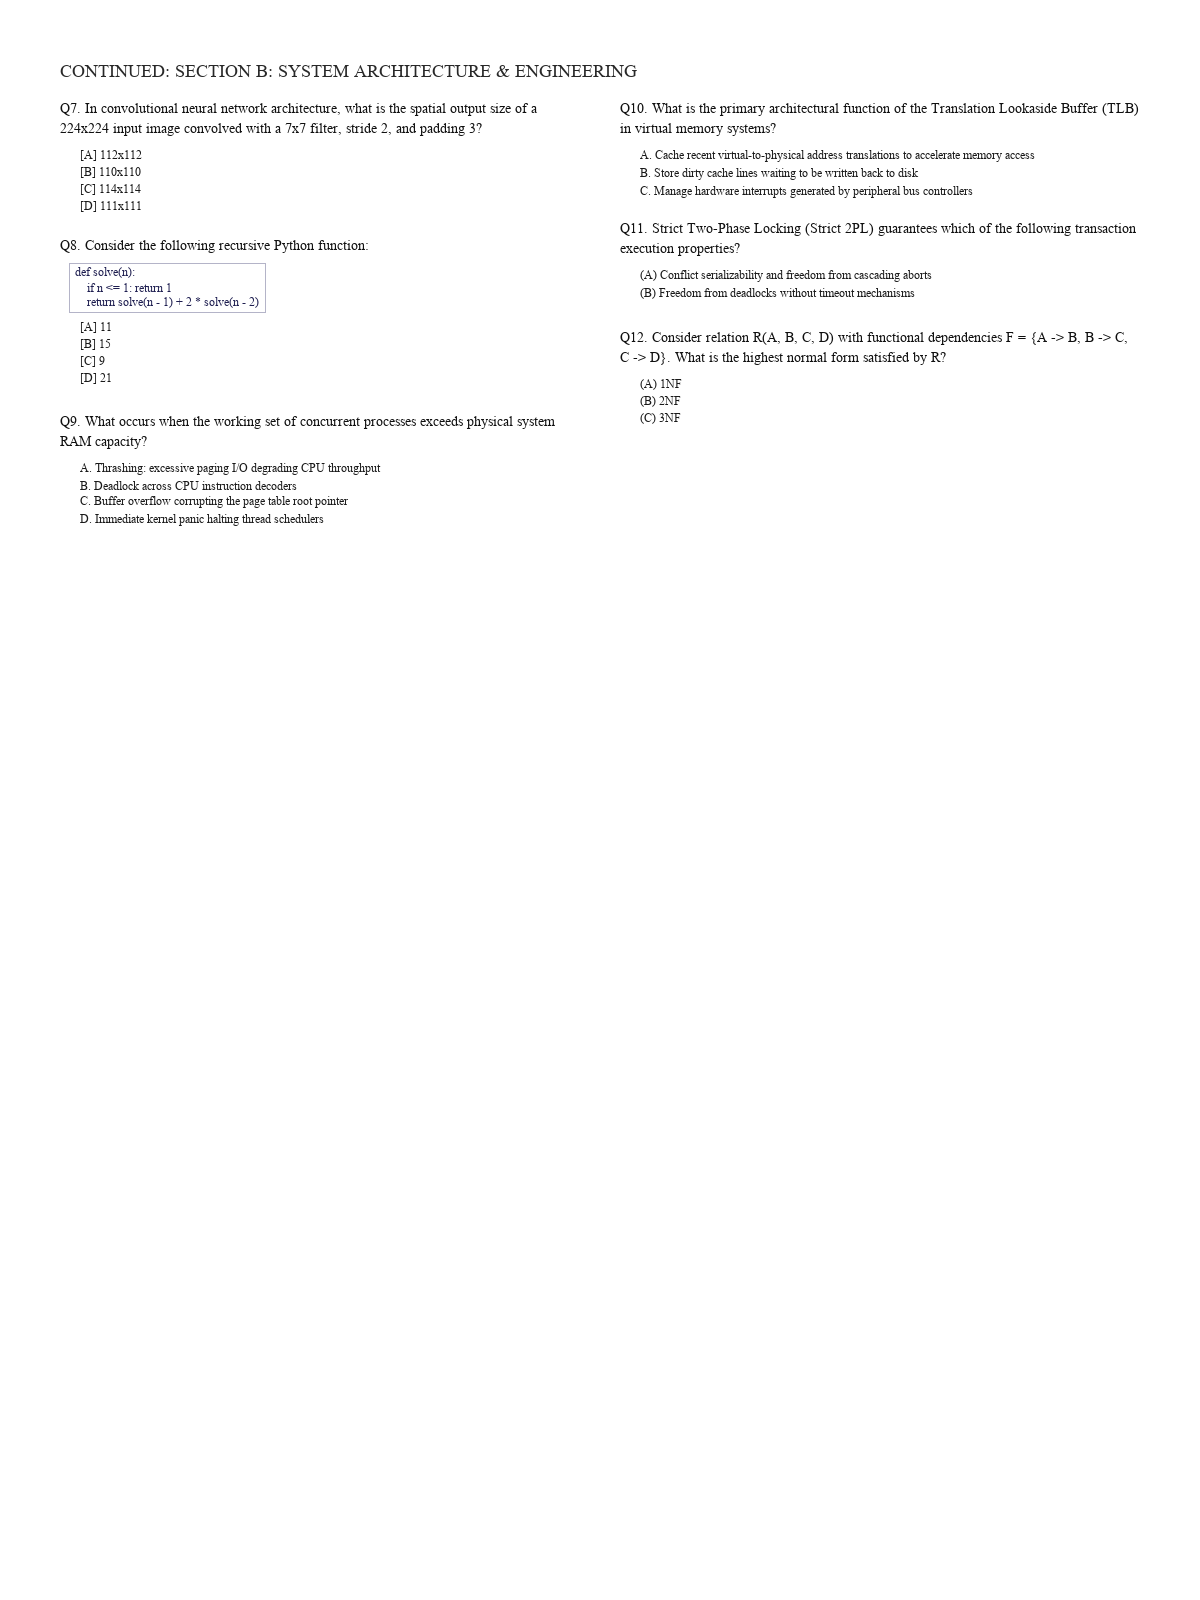 CONTINUED: SECTION B: SYSTEM ARCHITECTURE & ENGINEERING
Q7. In convolutional neural network architecture, what is the spatial output size of a
224x224 input image convolved with a 7x7 filter, stride 2, and padding 3?
[A] 112x112
[B] 110x110
[C] 114x114
[D] 111x111
Q8. Consider the following recursive Python function:
def solve(n):
    if n <= 1: return 1
    return solve(n - 1) + 2 * solve(n - 2)
[A] 11
[B] 15
[C] 9
[D] 21
Q9. What occurs when the working set of concurrent processes exceeds physical system
RAM capacity?
A. Thrashing: excessive paging I/O degrading CPU throughput
B. Deadlock across CPU instruction decoders
C. Buffer overflow corrupting the page table root pointer
D. Immediate kernel panic halting thread schedulers
Q10. What is the primary architectural function of the Translation Lookaside Buffer (TLB)
in virtual memory systems?
A. Cache recent virtual-to-physical address translations to accelerate memory access
B. Store dirty cache lines waiting to be written back to disk
C. Manage hardware interrupts generated by peripheral bus controllers
Q11. Strict Two-Phase Locking (Strict 2PL) guarantees which of the following transaction
execution properties?
(A) Conflict serializability and freedom from cascading aborts
(B) Freedom from deadlocks without timeout mechanisms
Q12. Consider relation R(A, B, C, D) with functional dependencies F = {A -> B, B -> C,
C -> D}. What is the highest normal form satisfied by R?
(A) 1NF
(B) 2NF
(C) 3NF